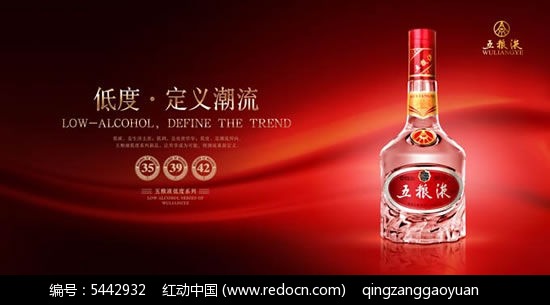 五粮液
WULIANGYE
低度·定义潮流
LOW-ALCOHOL, DEFINE THE TREND
35 39 42
五粮液低度系列
LOW ALCOHOL SERIES OF
WULIANGYE
五粮液
编号：5442932 红动中国 (www.redocn.com) qingzanggaoyuan